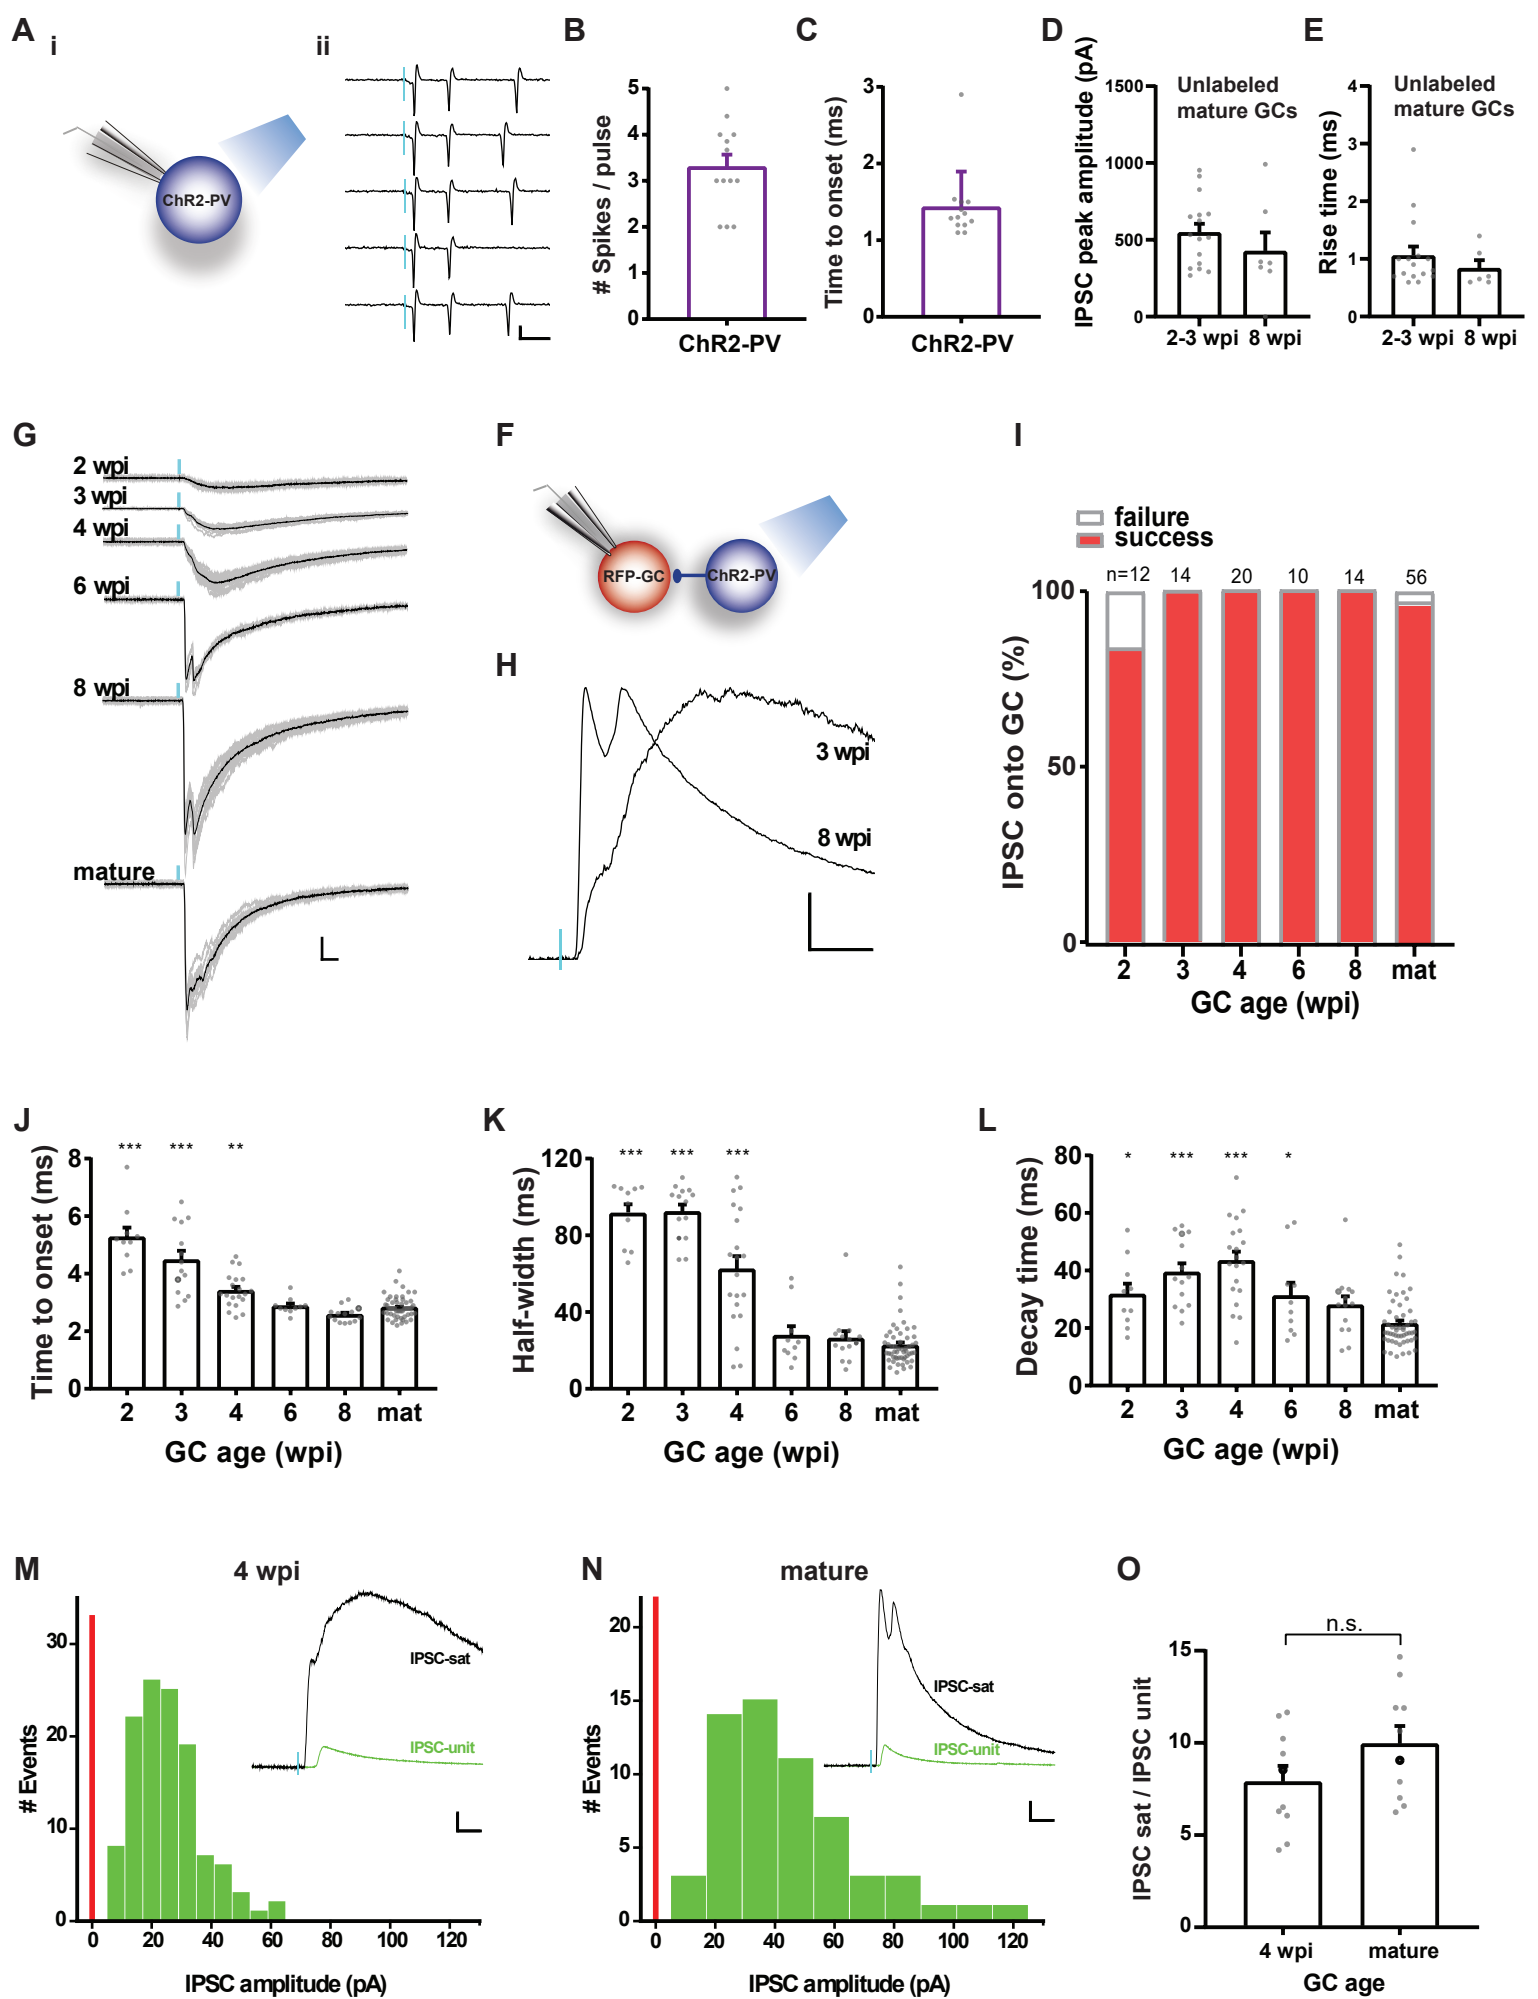 A
i
ii
ChR2-PV
B
# Spikes / pulse
5
4
3
2
1
0
ChR2-PV
C
Time to onset (ms)
3
2
1
0
ChR2-PV
D
IPSC peak amplitude (pA)
Unlabeled
mature GCs
1500
1000
500
0
2-3 wpi 8 wpi
E
Rise time (ms)
Unlabeled
mature GCs
4
3
2
1
0
2-3 wpi 8 wpi
G
2 wpi
3 wpi
4 wpi
6 wpi
8 wpi
mature
F
RFP-GC
ChR2-PV
H
3 wpi
8 wpi
I
failure
success
n=12 14 20 10 14 56
IPSC onto GC (%)
100
50
0
2 3 4 6 8 mat
GC age (wpi)
J
*** *** **
Time to onset (ms)
8
6
4
2
0
2 3 4 6 8 mat
GC age (wpi)
K
*** *** ***
Half-width (ms)
120
80
40
0
2 3 4 6 8 mat
GC age (wpi)
L
* *** *** *
Decay time (ms)
80
60
40
20
0
2 3 4 6 8 mat
GC age (wpi)
M
4 wpi
# Events
30
20
10
0
IPSC-sat
IPSC-unit
0 20 40 60 80 100 120
IPSC amplitude (pA)
N
mature
# Events
20
15
10
5
0
IPSC-sat
IPSC-unit
0 20 40 60 80 100 120
IPSC amplitude (pA)
O
n.s.
IPSC sat / IPSC unit
15
10
5
0
4 wpi mature
GC age